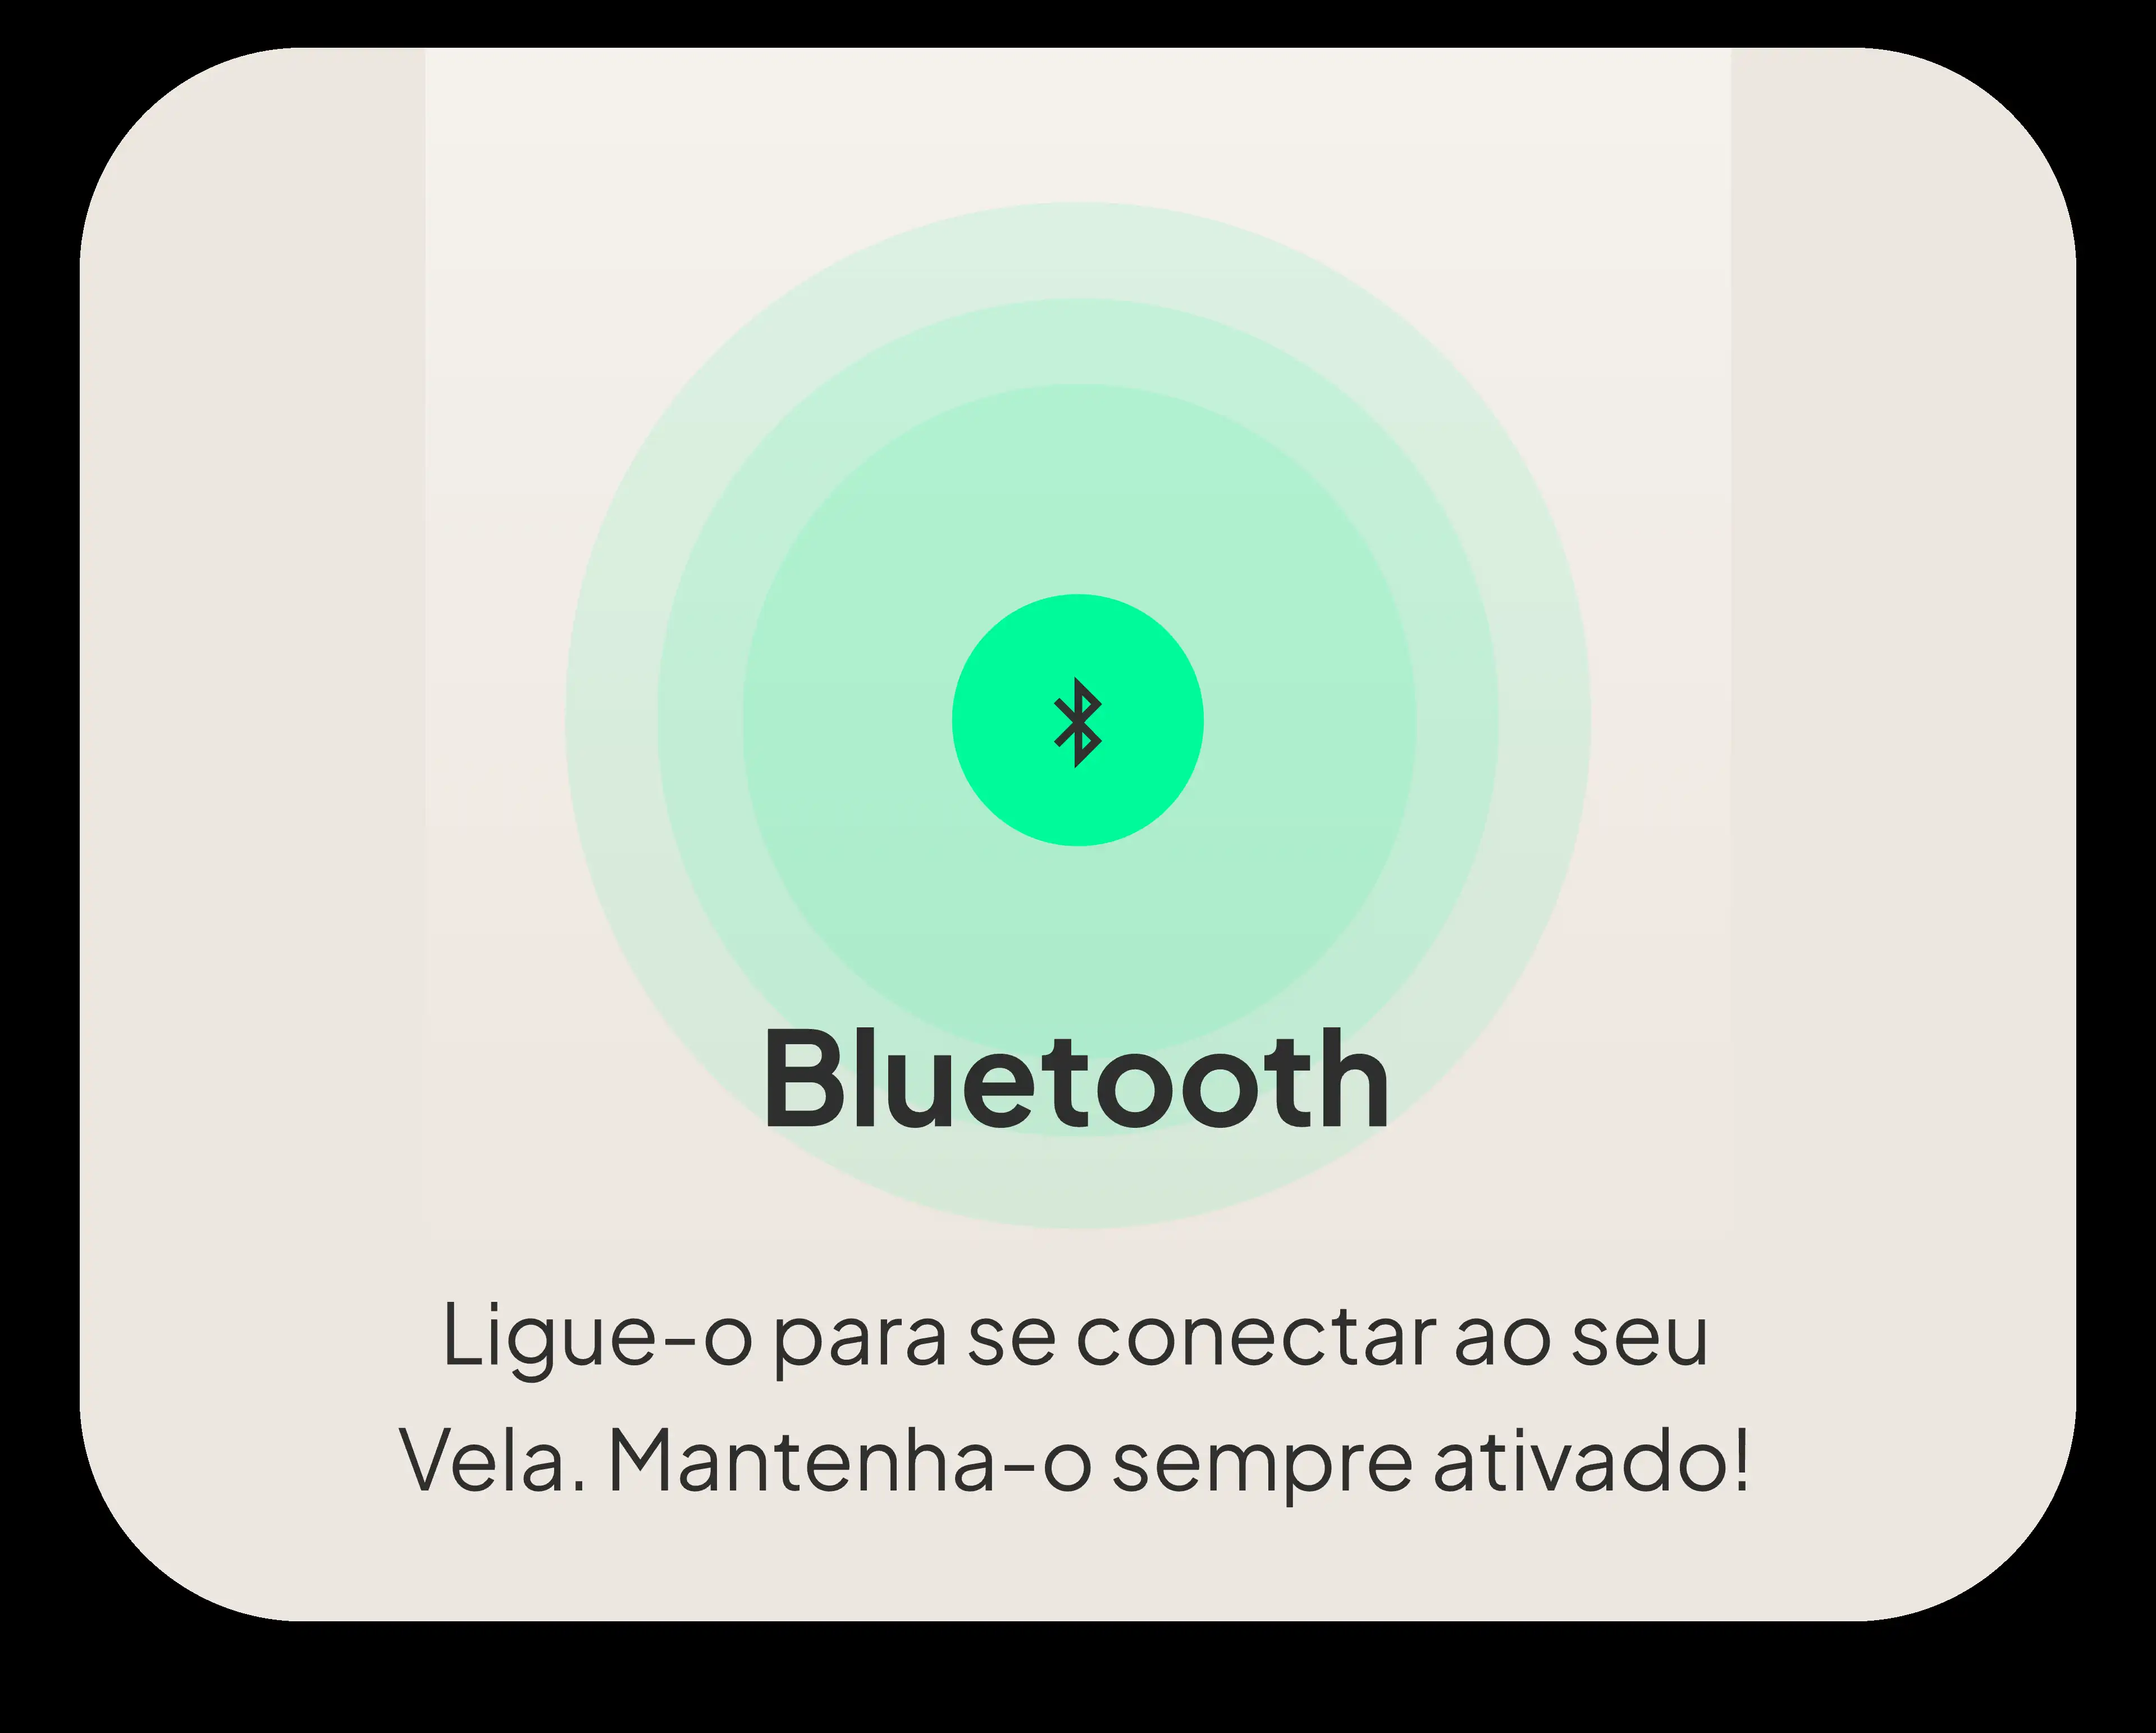 Bluetooth
Ligue-o para se conectar ao seu
Vela. Mantenha-o sempre ativado!